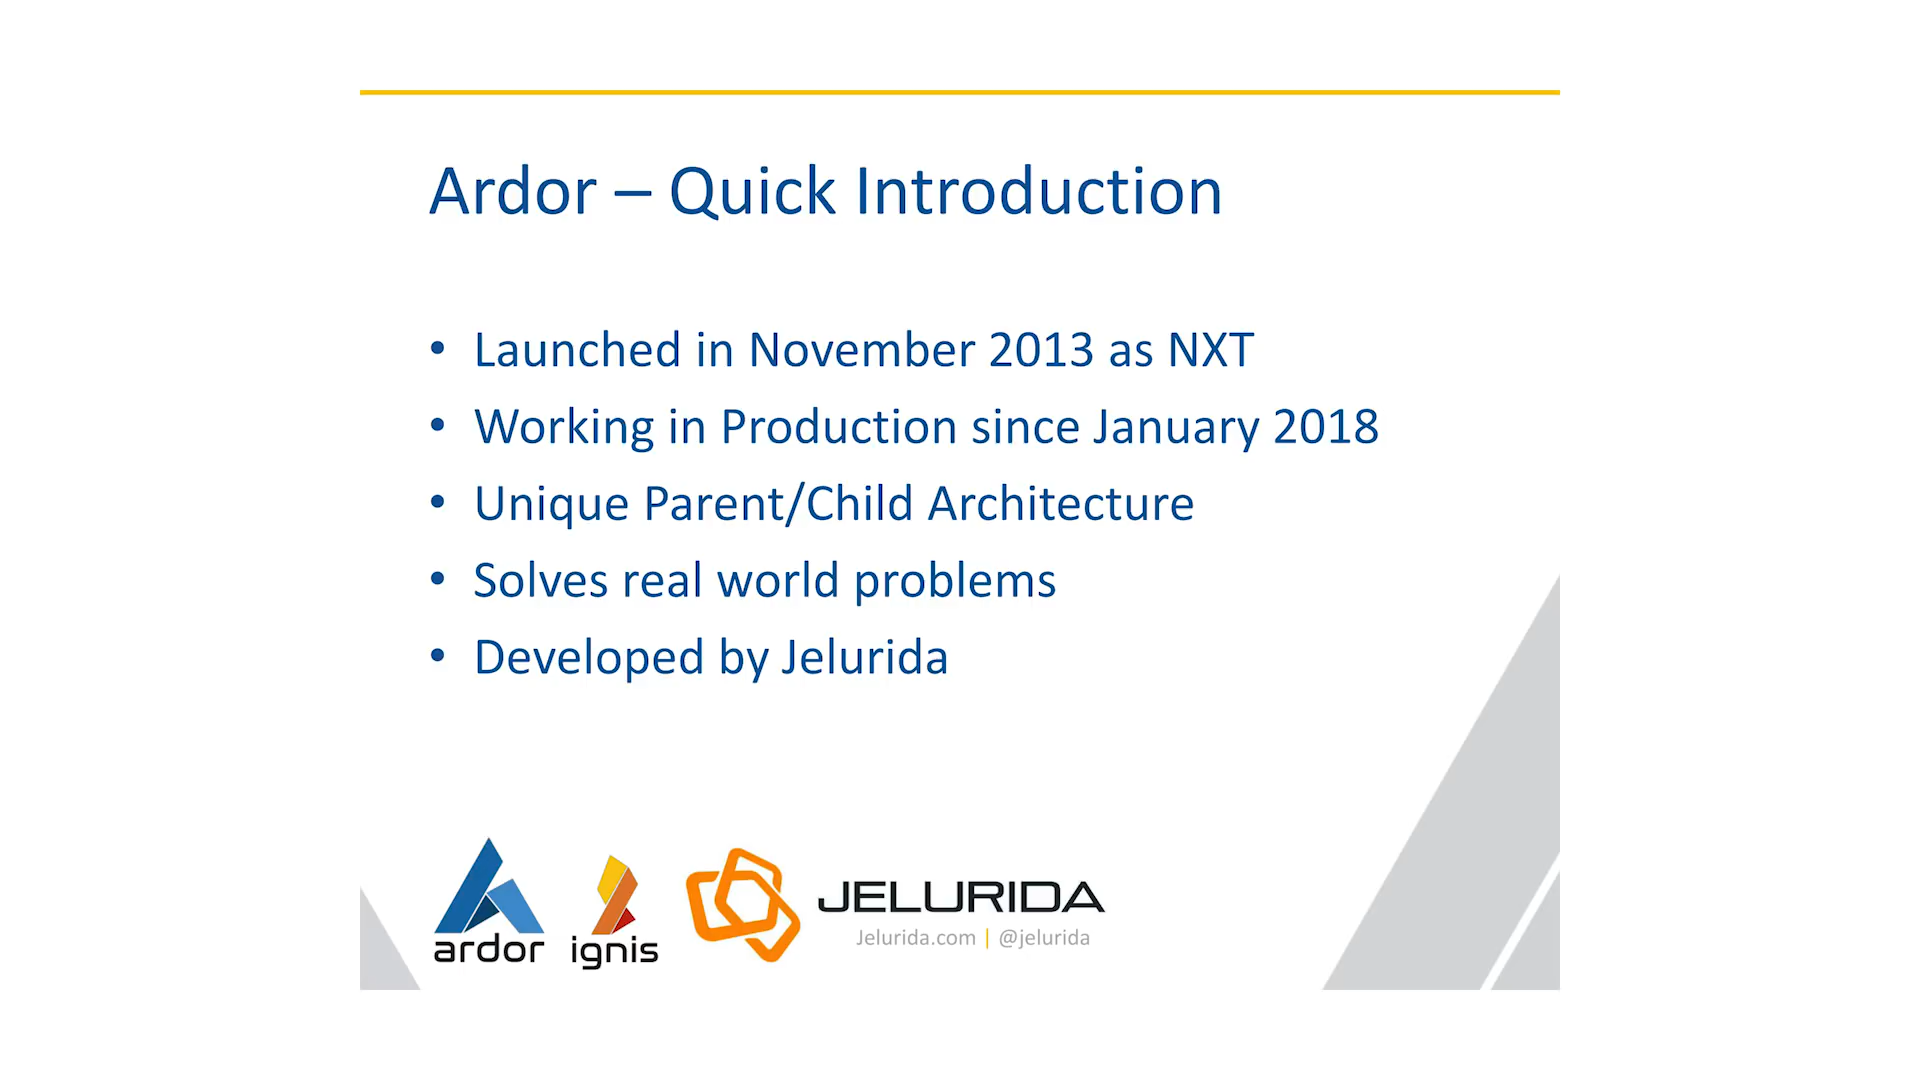 Ardor – Quick Introduction
• Launched in November 2013 as NXT
• Working in Production since January 2018
• Unique Parent/Child Architecture
• Solves real world problems
• Developed by Jelurida
ardor
ignis
JELURIDA
Jelurida.com | @jelurida